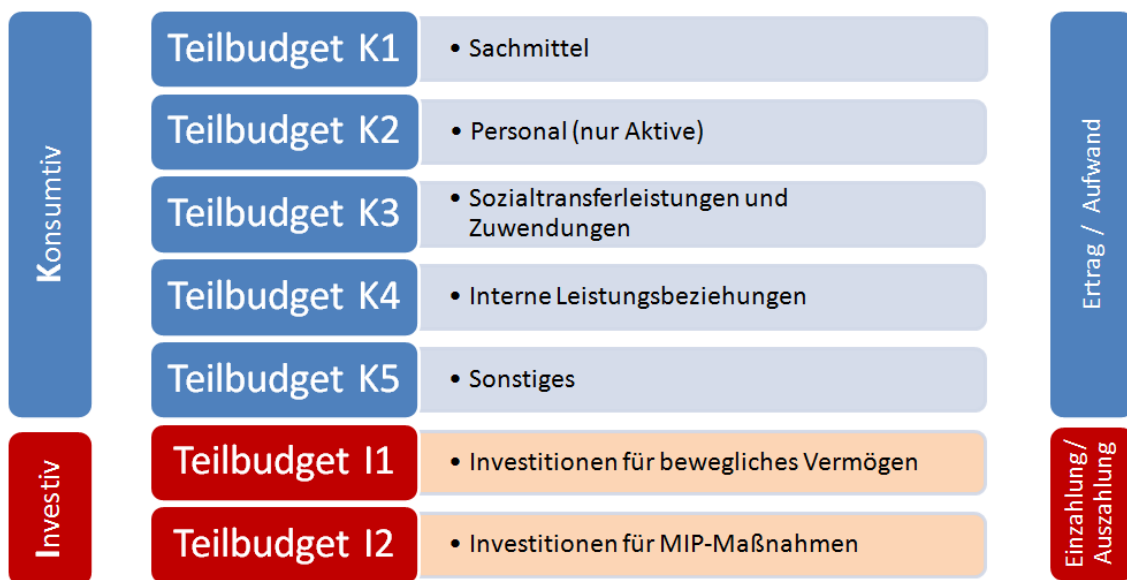 Konsumtiv
Teilbudget K1
• Sachmittel
Teilbudget K2
• Personal (nur Aktive)
Teilbudget K3
• Sozialtransferleistungen und
Zuwendungen
Teilbudget K4
• Interne Leistungsbeziehungen
Teilbudget K5
• Sonstiges
Ertrag / Aufwand
Investiv
Teilbudget I1
• Investitionen für bewegliches Vermögen
Teilbudget I2
• Investitionen für MIP-Maßnahmen
Einzahlung/
Auszahlung